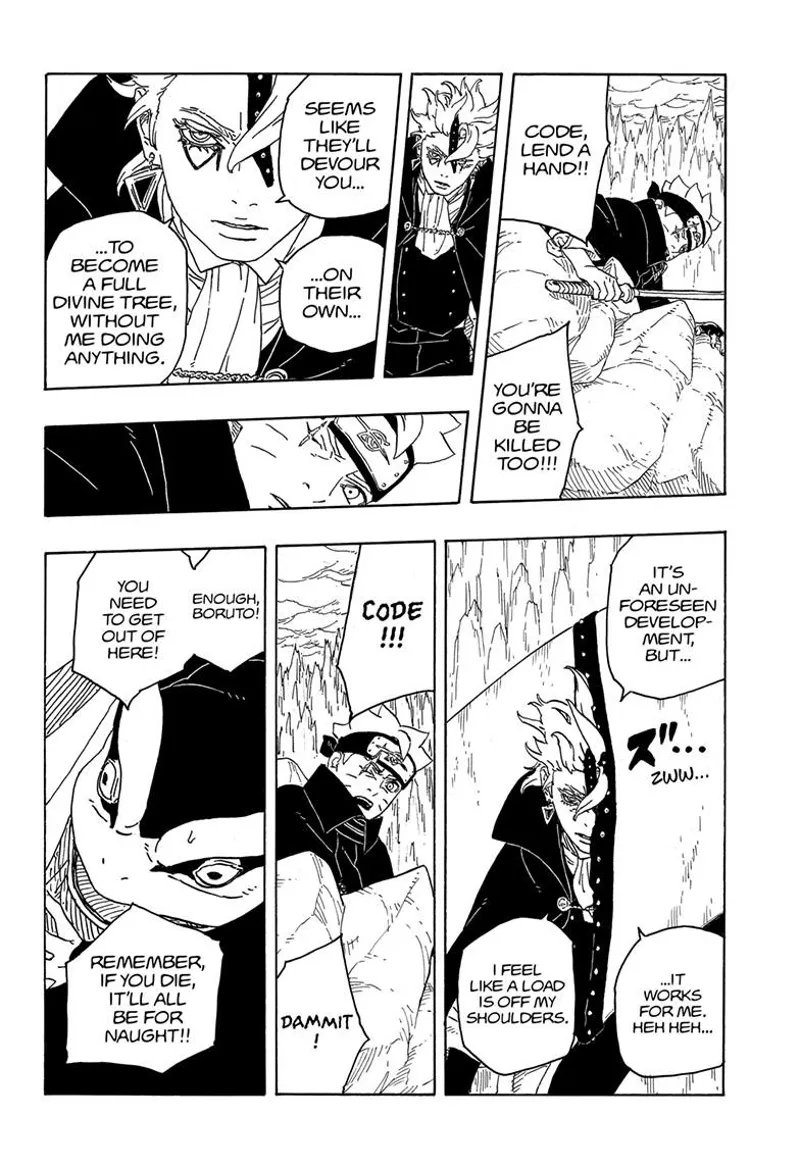 CODE,
LEND A
HAND!!
YOU'RE
GONNA
BE
KILLED
TOO!!!
SEEMS
LIKE
THEY'LL
DEVOUR
YOU...
...ON
THEIR
OWN...
...TO
BECOME
A FULL
DIVINE TREE,
WITHOUT
ME DOING
ANYTHING.
IT'S
AN UN-
FORESEEN
DEVELOP-
MENT,
BUT...
ズ"...
ZWW...
...IT
WORKS
FOR ME.
HEH HEH...
I FEEL
LIKE A LOAD
IS OFF MY
SHOULDERS.
CODE
!!!
DAMMIT
!
ENOUGH,
BORUTO!
YOU
NEED
TO GET
OUT OF
HERE!
REMEMBER,
IF YOU DIE,
IT'LL ALL
BE FOR
NAUGHT!!